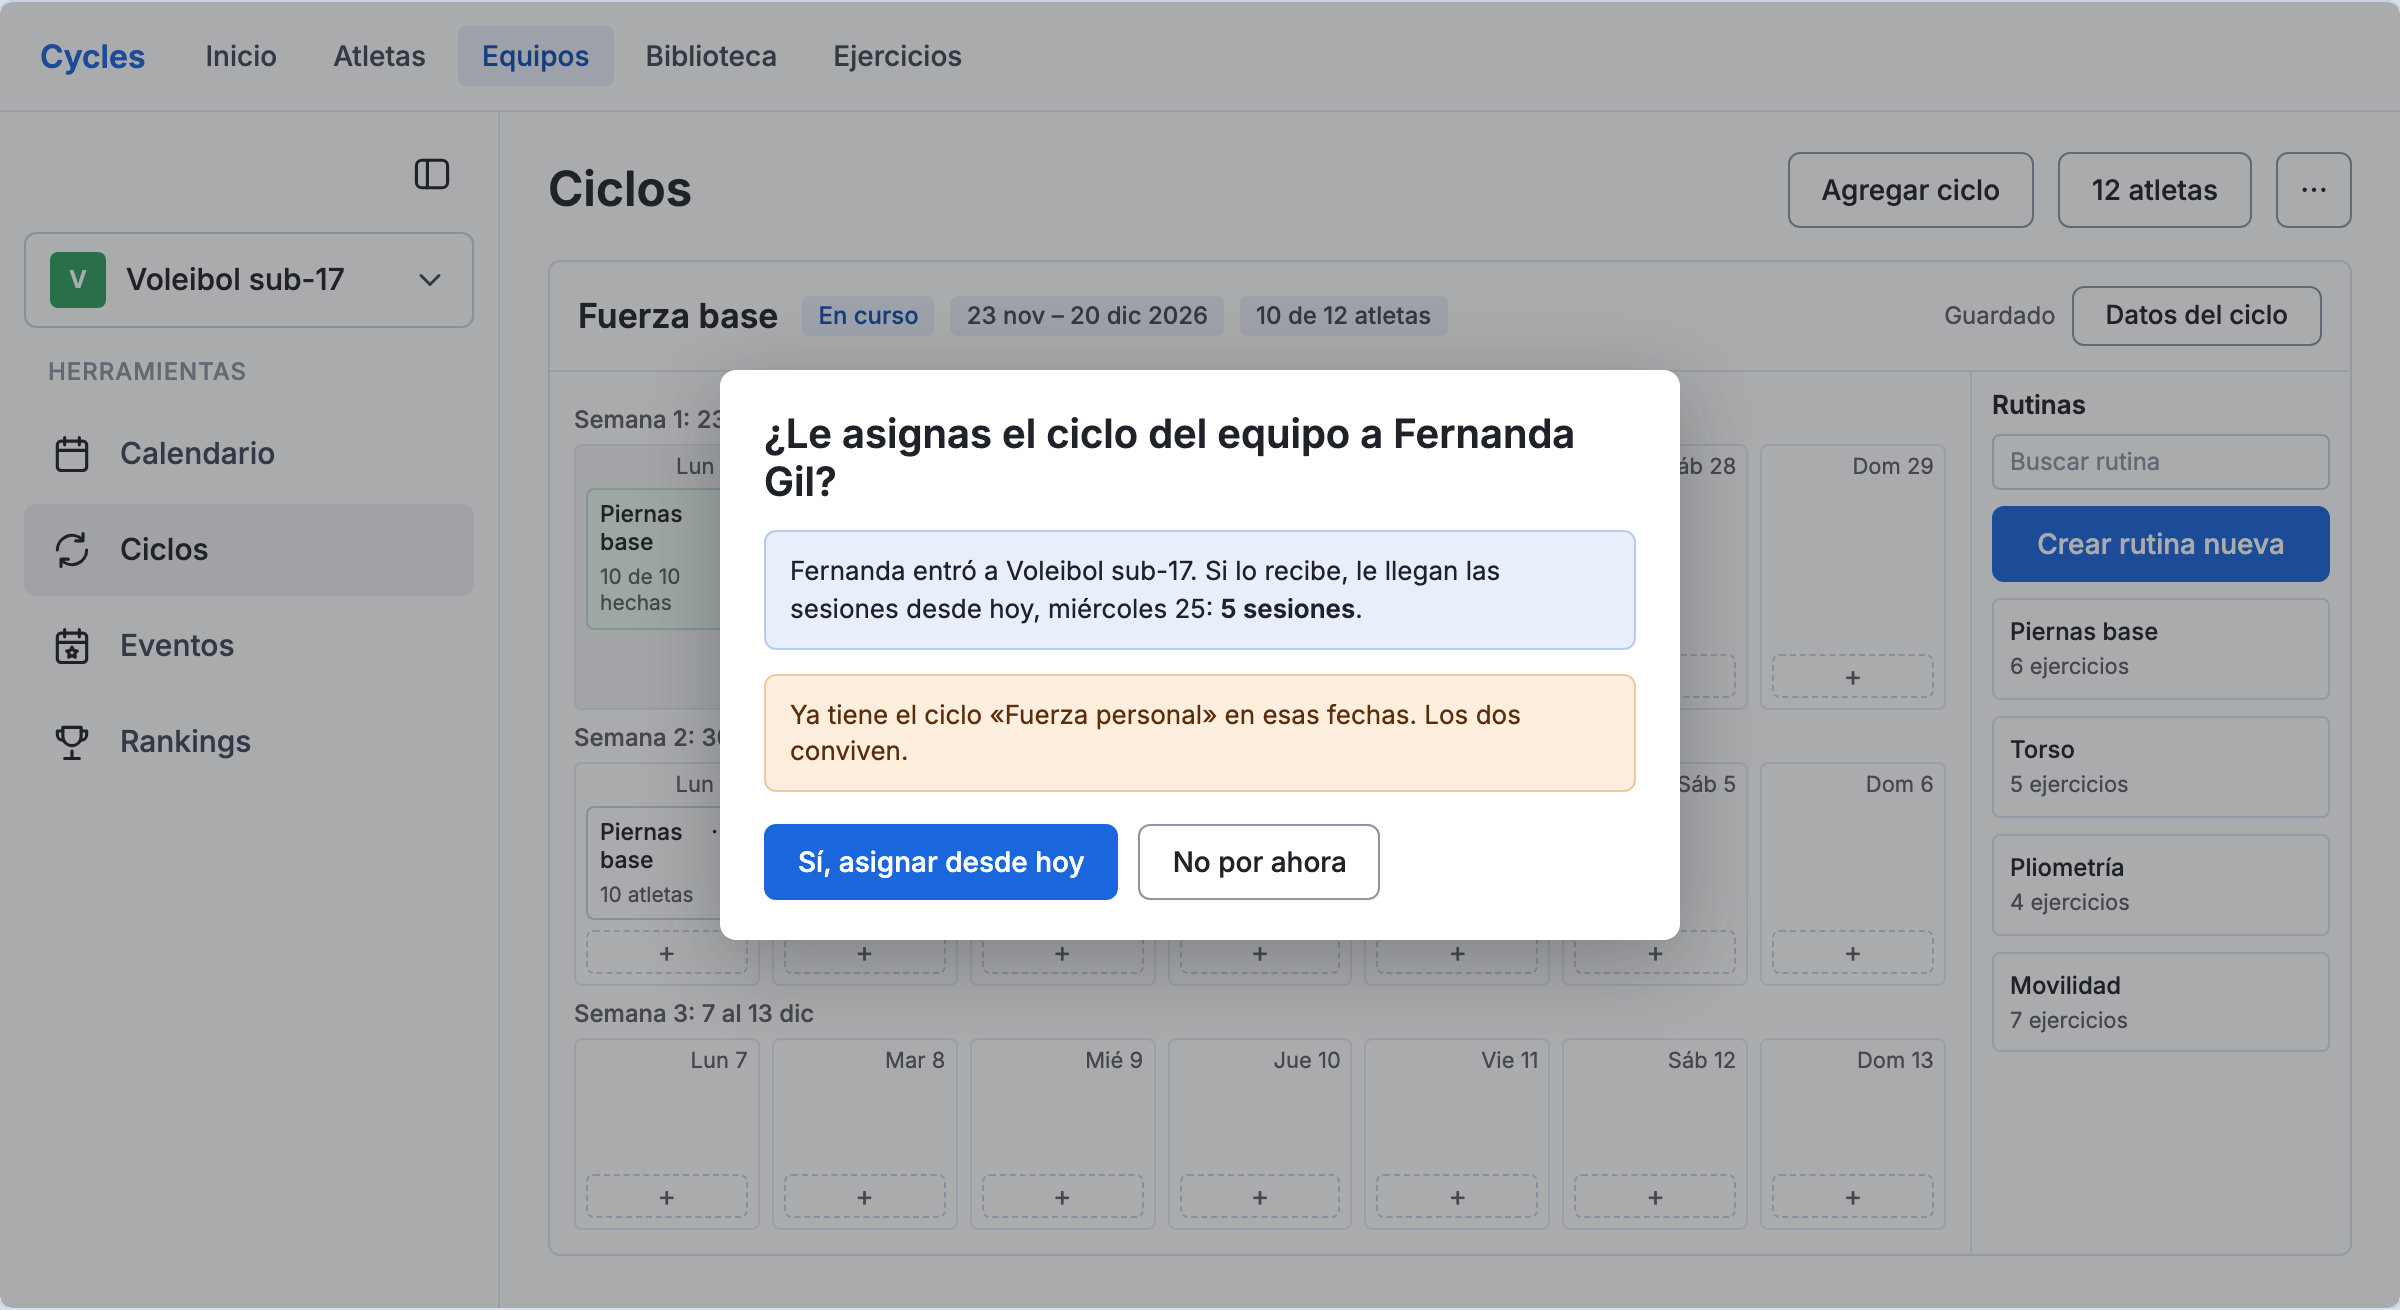 Cycles
Inicio
Atletas
Equipos
Biblioteca
Ejercicios
V
Voleibol sub-17
HERRAMIENTAS
Calendario
Ciclos
Eventos
Rankings
Ciclos
Agregar ciclo
12 atletas
...
Fuerza base
En curso
23 nov – 20 dic 2026
10 de 12 atletas
Guardado
Datos del ciclo
Semana 1: 23
Lun
Piernas
base
10 de 10
hechas
28
Dom 29
+
¿Le asignas el ciclo del equipo a Fernanda
Gil?
Fernanda entró a Voleibol sub-17. Si lo recibe, le llegan las
sesiones desde hoy, miércoles 25: 5 sesiones.
Ya tiene el ciclo «Fuerza personal» en esas fechas. Los dos
conviven.
Sí, asignar desde hoy
No por ahora
Semana 2:
Lun
Piernas
base
10 atletas
Sáb 5
Dom 6
+ + + + + + +
Semana 3: 7 al 13 dic
Lun 7
Mar 8
Mié 9
Jue 10
Vie 11
Sáb 12
Dom 13
+ + + + + + +
Rutinas
Buscar rutina
Crear rutina nueva
Piernas base
6 ejercicios
Torso
5 ejercicios
Pliometría
4 ejercicios
Movilidad
7 ejercicios